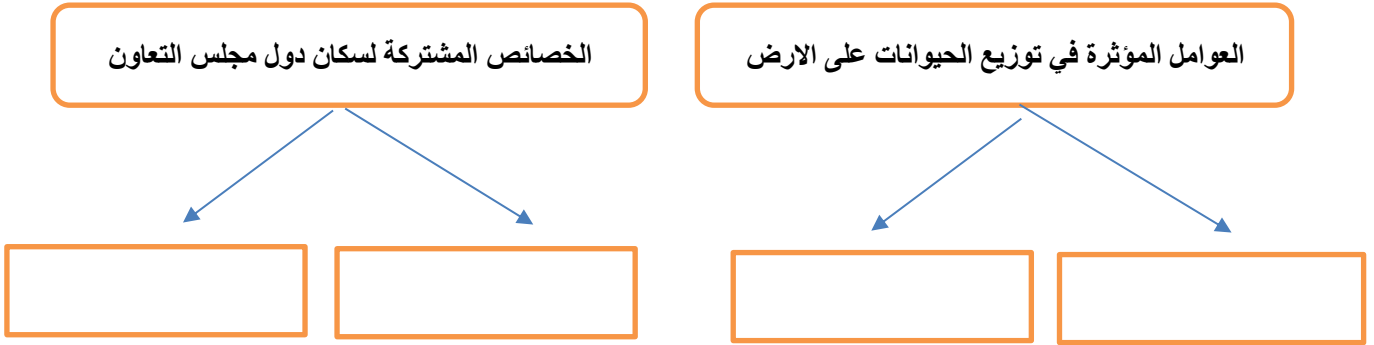 العوامل المؤثرة في توزيع الحيوانات على الارض
الخصائص المشتركة لسكان دول مجلس التعاون